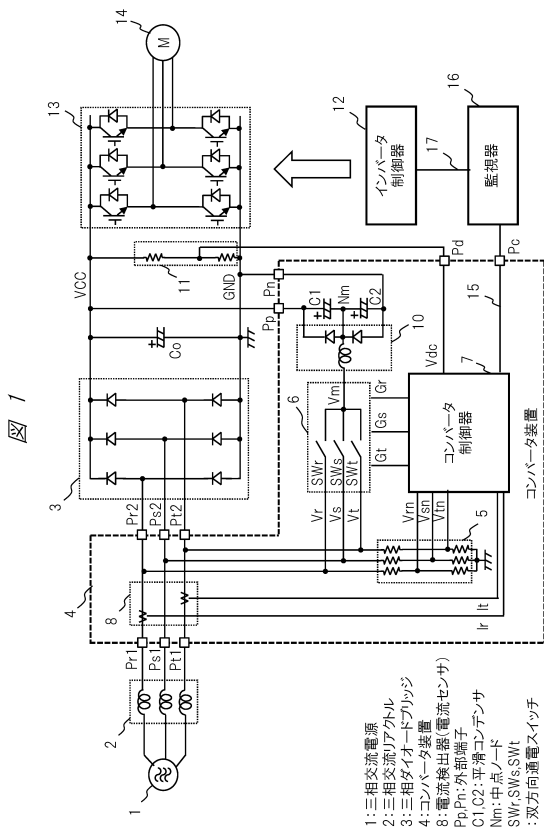 図 1
14
M
13
12
インバータ
制御器
17
16
監視器
VCC
11
GND
Co
3
Pd
Pc
Pn
Pp
C1
Nm
C2
10
15
Vdc
7
コンバータ
制御器
コンバータ装置
Vm
6
SWr
SWs
SWt
Gr
Gs
Gt
Vr
Vs
Vt
Vrn
Vsn
Vtn
5
Pr2
Ps2
Pt2
4
8
It
Ir
Pr1
Ps1
Pt1
2
1
1:三相交流電源
2:三相交流リアクトル
3:三相ダイオードブリッジ
4:コンバータ装置
8:電流検出器(電流センサ)
Pp,Pn:外部端子
C1,C2:平滑コンデンサ
Nm:中点ノード
SWr,SWs,SWt
:双方向通電スイッチ